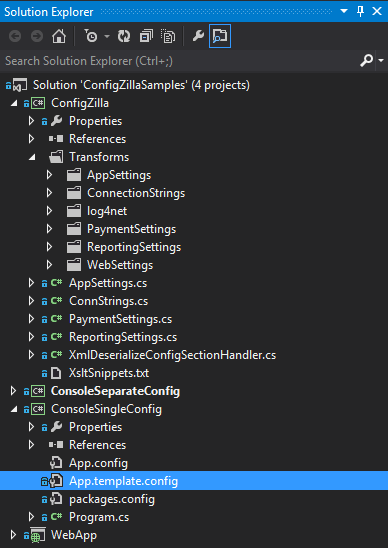 Solution Explorer
Search Solution Explorer (Ctrl+;)
Solution 'ConfigZillaSamples' (4 projects)
C# ConfigZilla
Properties
References
Transforms
AppSettings
ConnectionStrings
log4net
PaymentSettings
ReportingSettings
WebSettings
C# AppSettings.cs
C# ConnStrings.cs
C# PaymentSettings.cs
C# ReportingSettings.cs
C# XmlDeserializeConfigSectionHandler.cs
XsltSnippets.txt
C# ConsoleSeparateConfig
C# ConsoleSingleConfig
Properties
References
App.config
App.template.config
packages.config
C# Program.cs
WebApp